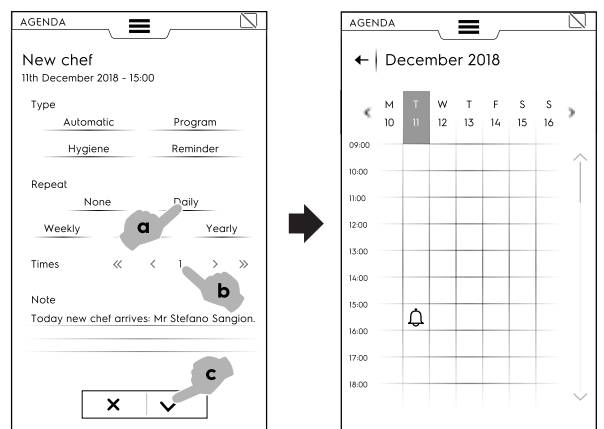 AGENDA
New chef
11th December 2018 - 15:00
Type
Automatic Program
Hygiene Reminder
Repeat
None Daily
Weekly Yearly
a
Times « < 1 > »
b
Note
Today new chef arrives: Mr Stefano Sangion.
c
AGENDA
December 2018
M T W T F S S
10 11 12 13 14 15 16
09:00
10:00
11:00
12:00
13:00
14:00
15:00
16:00
17:00
18:00